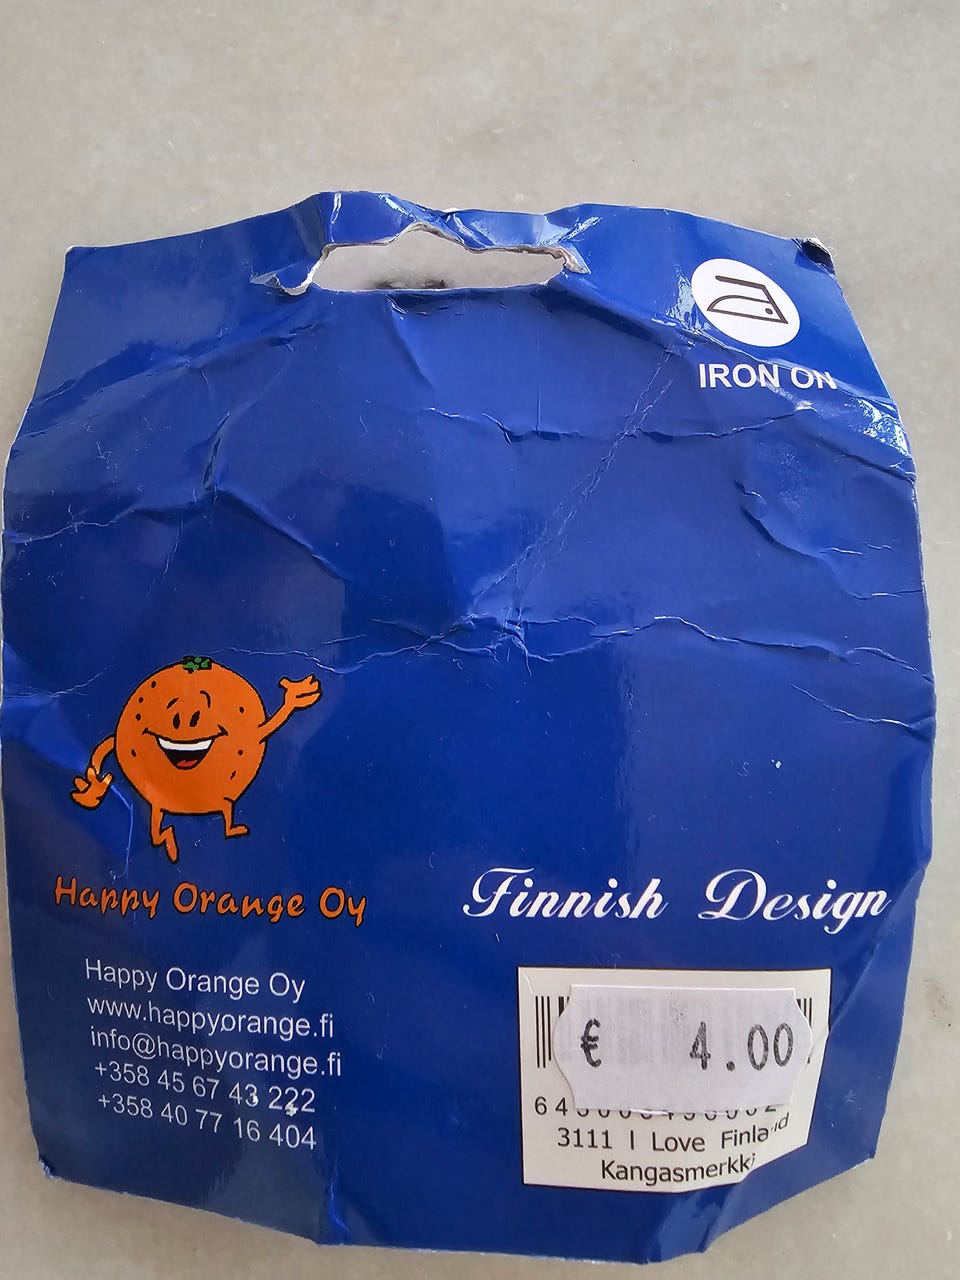 IRON ON
Happy Orange Oy
Finnish Design
Happy Orange Oy
www.happyorange.fi
info@happyorange.fi
+358 45 67 43 222
+358 40 77 16 404
€ 4.00
3111 I Love Finland
Kangasmerkki